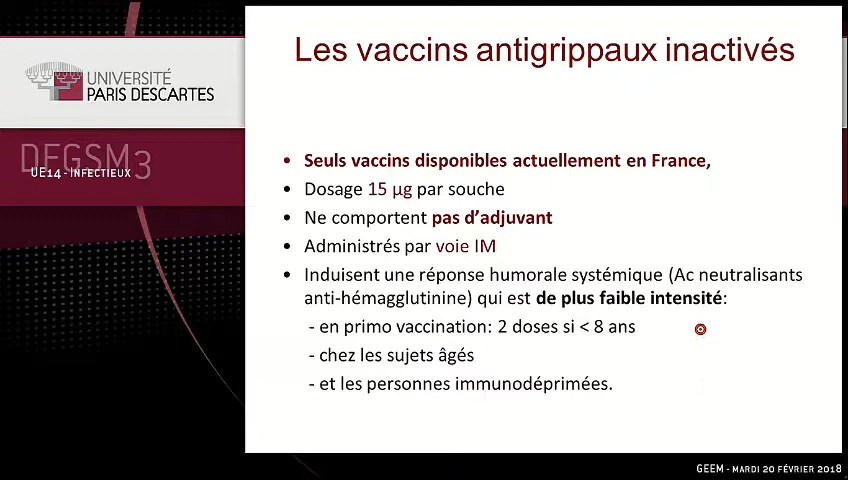 Les vaccins antigrippaux inactivés
UNIVERSITÉ
PARIS DESCARTES
DFGSM3
UE14 - Infectieux
• Seuls vaccins disponibles actuellement en France,
• Dosage 15 µg par souche
• Ne comportent pas d’adjuvant
• Administrés par voie IM
• Induisent une réponse humorale systémique (Ac neutralisants
anti-hémagglutinine) qui est de plus faible intensité:
- en primo vaccination: 2 doses si < 8 ans
- chez les sujets âgés
- et les personnes immunodéprimées.
GEEM - MARDI 20 FÉVRIER 2018